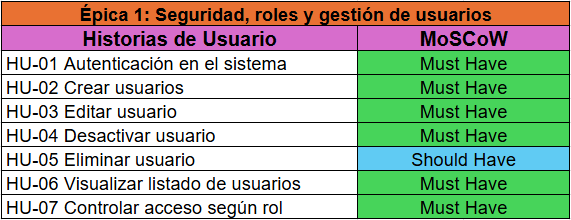 Épica 1: Seguridad, roles y gestión de usuarios
Historias de Usuario MoSCoW
HU-01 Autenticación en el sistema Must Have
HU-02 Crear usuarios Must Have
HU-03 Editar usuario Must Have
HU-04 Desactivar usuario Must Have
HU-05 Eliminar usuario Should Have
HU-06 Visualizar listado de usuarios Must Have
HU-07 Controlar acceso según rol Must Have